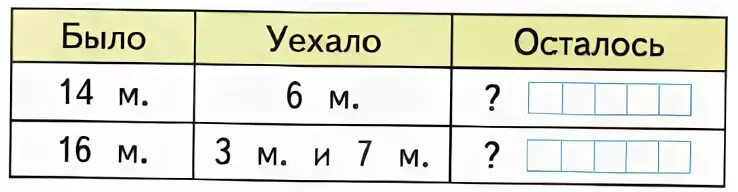 Было Уехало Осталось
14 м. 6 м. ?
16 м. 3 м. и 7 м. ?